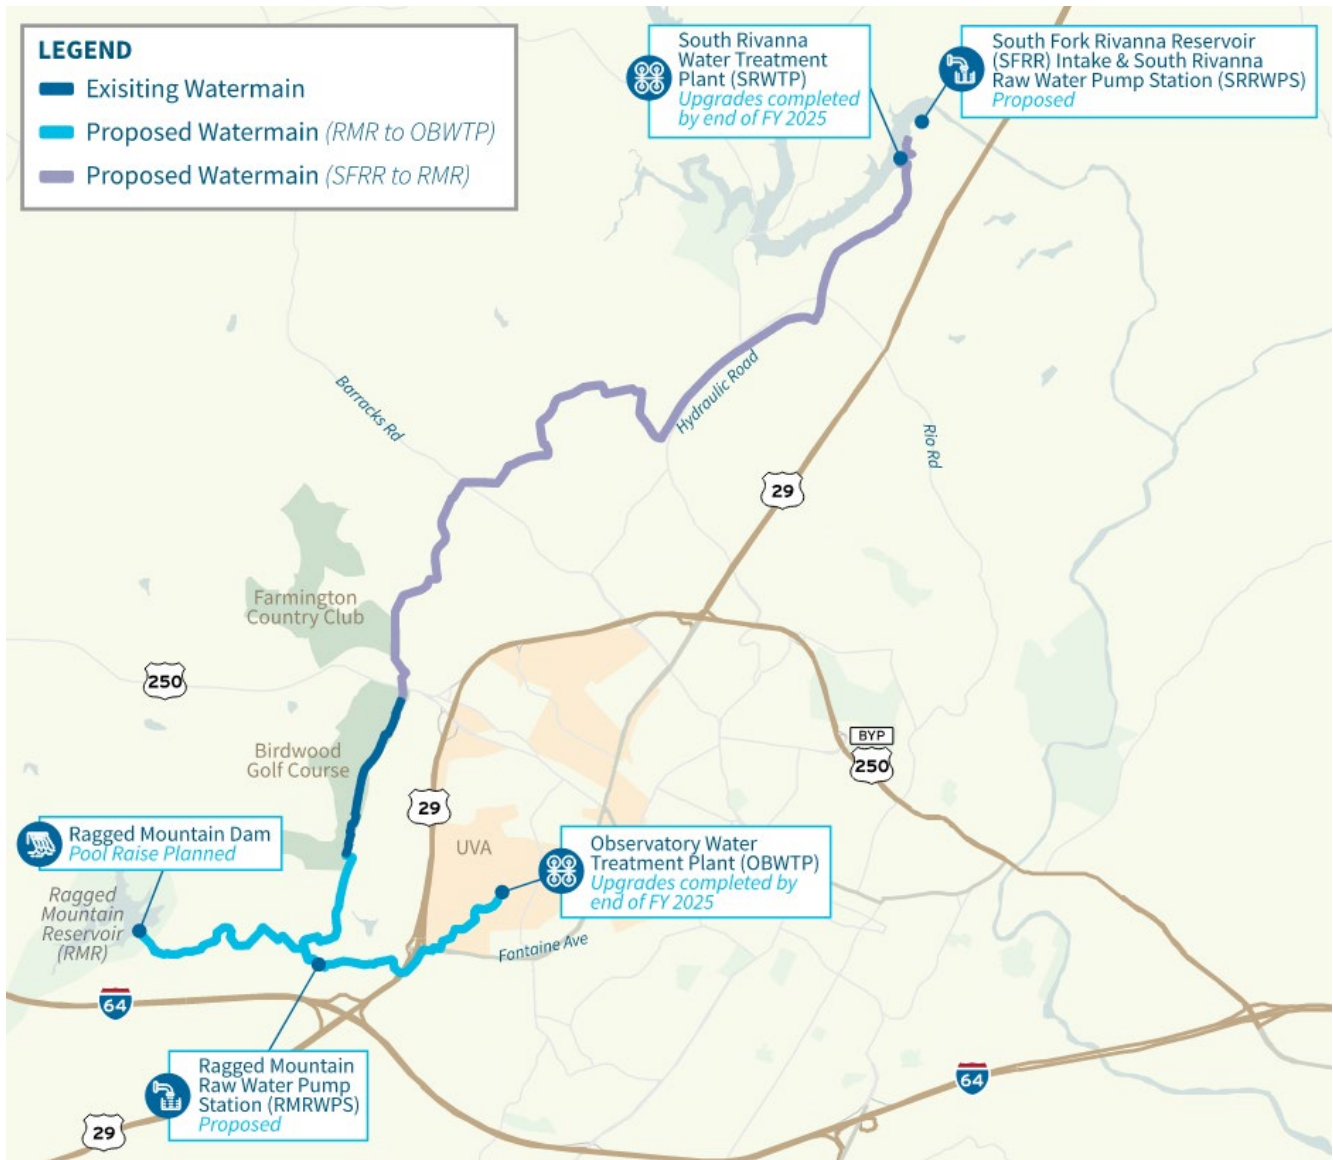 LEGEND
Exisiting Watermain
Proposed Watermain (RMR to OBWTP)
Proposed Watermain (SFRR to RMR)
South Rivanna
Water Treatment
Plant (SRWTP)
Upgrades completed
by end of FY 2025
South Fork Rivanna Reservoir
(SFRR) Intake & South Rivanna
Raw Water Pump Station (SRRWPS)
Proposed
Barracks Rd
Hydraulic Road
Rio Rd
29
Farmington
Country Club
250
Birdwood
Golf Course
BYP
250
29
UVA
Ragged Mountain Dam
Pool Raise Planned
Observatory Water
Treatment Plant (OBWTP)
Upgrades completed by
end of FY 2025
Ragged
Mountain
Reservoir
(RMR)
Fontaine Ave
64
Ragged Mountain
Raw Water Pump
Station (RMRWPS)
Proposed
64
29